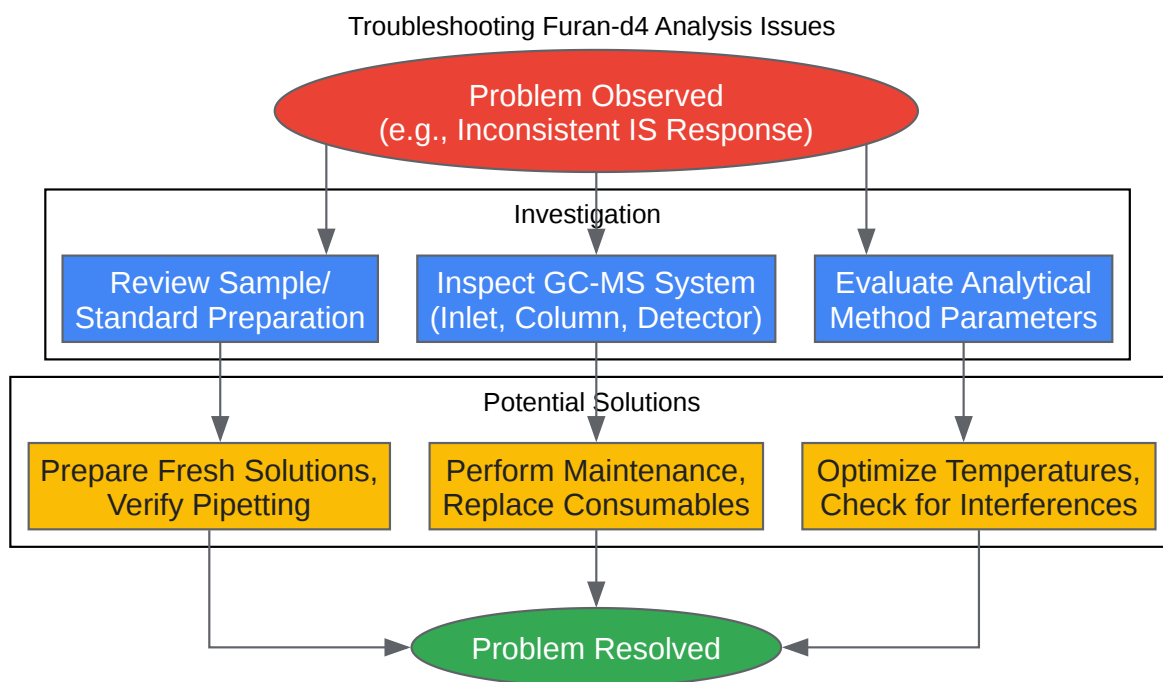 Troubleshooting Furan-d4 Analysis Issues
Problem Observed
(e.g., Inconsistent IS Response)
Investigation
Review Sample/
Standard Preparation
Inspect GC-MS System
(Inlet, Column, Detector)
Evaluate Analytical
Method Parameters
Potential Solutions
Prepare Fresh Solutions,
Verify Pipetting
Perform Maintenance,
Replace Consumables
Optimize Temperatures,
Check for Interferences
Problem Resolved